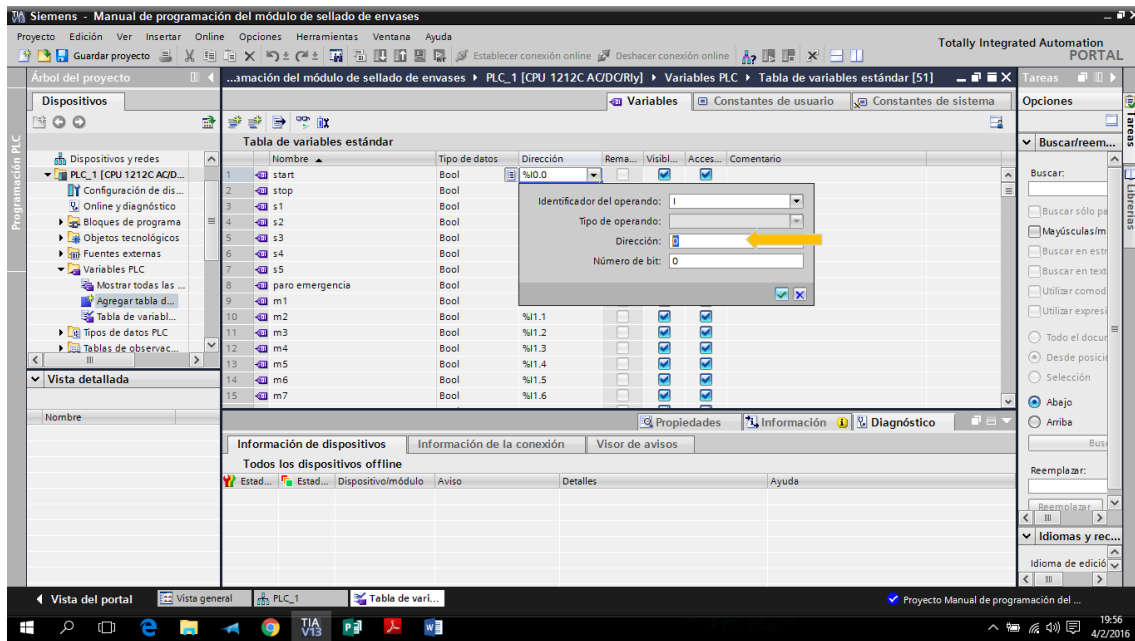 Siemens - Manual de programación del módulo de sellado de envases
Proyecto Edición Ver Insertar Online Opciones Herramientas Ventana Ayuda
Totally Integrated Automation
PORTAL
Guardar proyecto
Establecer conexión online
Deshacer conexión online
Árbol del proyecto
...amación del módulo de sellado de envases PLC_1 [CPU 1212C AC/DC/Rly] Variables PLC Tabla de variables estándar [51]
Tareas
Dispositivos
Variables Constantes de usuario Constantes de sistema
Opciones
Tabla de variables estándar
Nombre Tipo de datos Dirección Rema... Visibl... Acces... Comentario
1 start Bool %I0.0
2 stop Bool
3 s1 Bool
4 s2 Bool
5 s3 Bool
6 s4 Bool
7 s5 Bool
8 paro emergencia Bool
9 m1 Bool
10 m2 Bool %I1.1
11 m3 Bool %I1.2
12 m4 Bool %I1.3
13 m5 Bool %I1.4
14 m6 Bool %I1.5
15 m7 Bool %I1.6
Identificador del operando: I
Tipo de operando:
Dirección: 0
Número de bit: 0
Programación PLC
Dispositivos y redes
PLC_1 [CPU 1212C AC/D...
Configuración de dis...
Online y diagnóstico
Bloques de programa
Objetos tecnológicos
Fuentes externas
Variables PLC
Mostrar todas las ...
Agregar tabla d...
Tabla de variabl...
Tipos de datos PLC
Tablas de observac...
Vista detallada
Nombre
Buscar/reem...
Buscar:
Buscar sólo pa
Mayúsculas/m
Buscar en estr
Buscar en text
Utilizar comod
Utilizar expresi
Todo el docur
Desde posició
Selección
Abajo
Arriba
Busc
Reemplazar:
Reemplazar
Idiomas y rec...
Idioma de edició
Tareas
Librerías
Propiedades Información Diagnóstico
Información de dispositivos Información de la conexión Visor de avisos
Todos los dispositivos offline
Estad... Estad... Dispositivo/módulo Aviso Detalles Ayuda
Vista del portal Vista general PLC_1 Tabla de vari...
Proyecto Manual de programación del ...
TIA
V13
19:56
4/2/2016